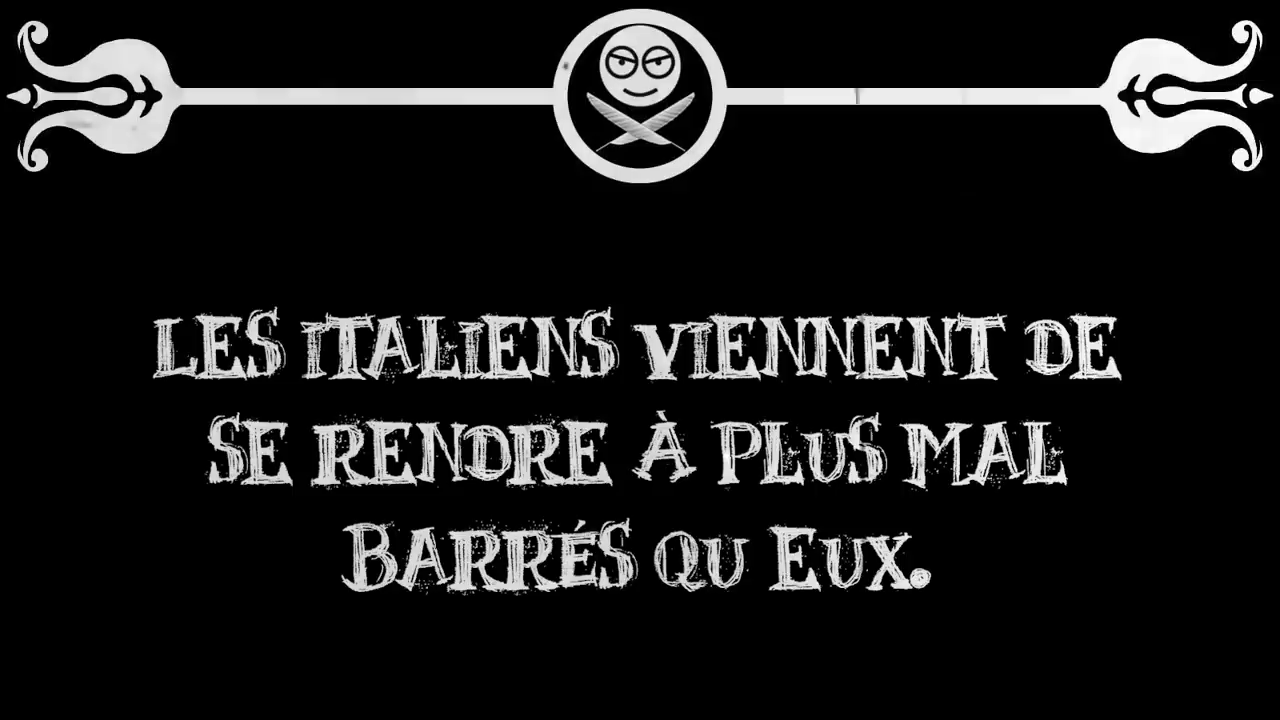 LES ITALIENS VIENNENT DE
SE RENDRE À PLUS MAL
BARRÉS QU EUX.